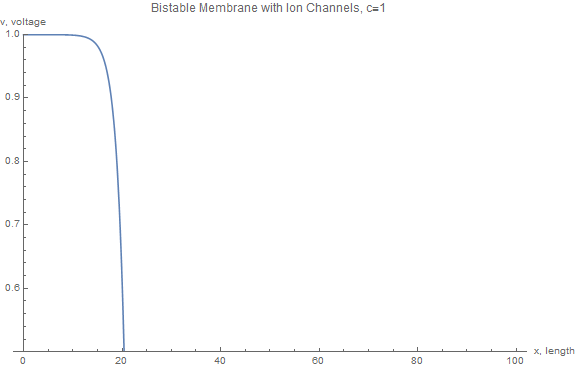 Bistable Membrane with Ion Channels, c=1
v, voltage
1.0
0.9
0.8
0.7
0.6
0 20 40 60 80 100
x, length